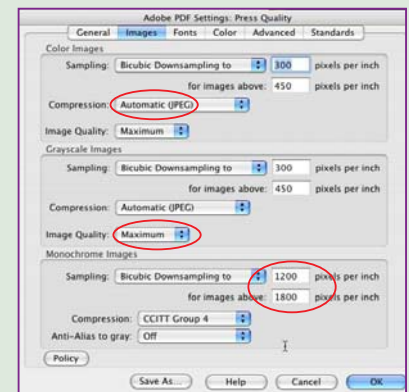 Adobe PDF Settings: Press Quality
General Images Fonts Color Advanced Standards
Color Images
Sampling: Bicubic Downsampling to 300 pixels per inch
for images above: 450 pixels per inch
Compression: Automatic (JPEG)
Image Quality: Maximum
Grayscale Images
Sampling: Bicubic Downsampling to 300 pixels per inch
for images above: 450 pixels per inch
Compression: Automatic (JPEG)
Image Quality: Maximum
Monochrome Images
Sampling: Bicubic Downsampling to 1200 pixels per inch
for images above: 1800 pixels per inch
Compression: CCITT Group 4
Anti-Alias to gray: Off
Policy
Save As... Help Cancel OK